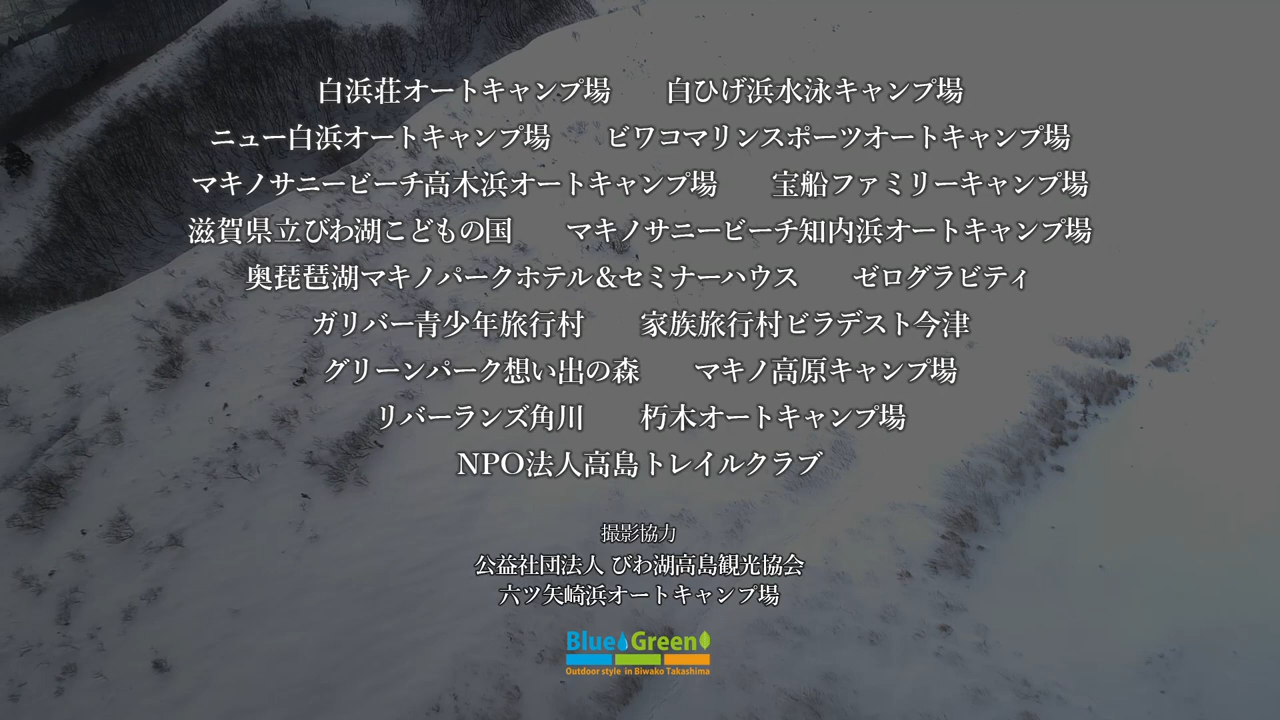 白浜荘オートキャンプ場　　白ひげ浜水泳キャンプ場
ニュー白浜オートキャンプ場　　ビワコマリンスポーツオートキャンプ場
マキノサニービーチ高木浜オートキャンプ場　　宝船ファミリーキャンプ場
滋賀県立びわ湖こどもの国　　マキノサニービーチ知内浜オートキャンプ場
奥琵琶湖マキノパークホテル&セミナーハウス　　ゼログラビティ
ガリバー青少年旅行村　　家族旅行村ビラデスト今津
グリーンパーク想い出の森　　マキノ高原キャンプ場
リバーランズ角川　　朽木オートキャンプ場
NPO法人高島トレイルクラブ
撮影協力
公益社団法人 びわ湖高島観光協会
六ツ矢崎浜オートキャンプ場
Blue Green
Outdoor style in Biwako Takashima